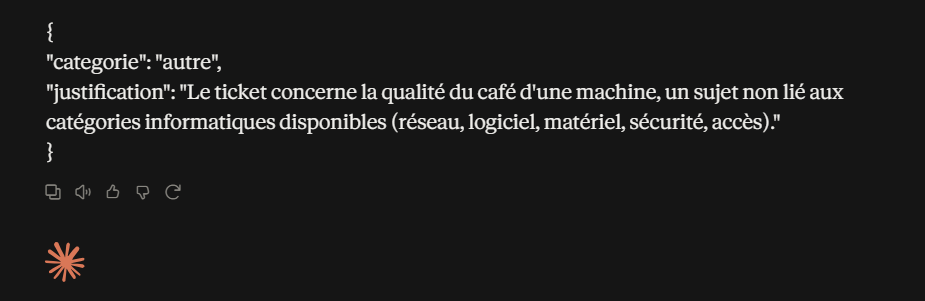 {
"categorie": "autre",
"justification": "Le ticket concerne la qualité du café d'une machine, un sujet non lié aux
catégories informatiques disponibles (réseau, logiciel, matériel, sécurité, accès)."
}